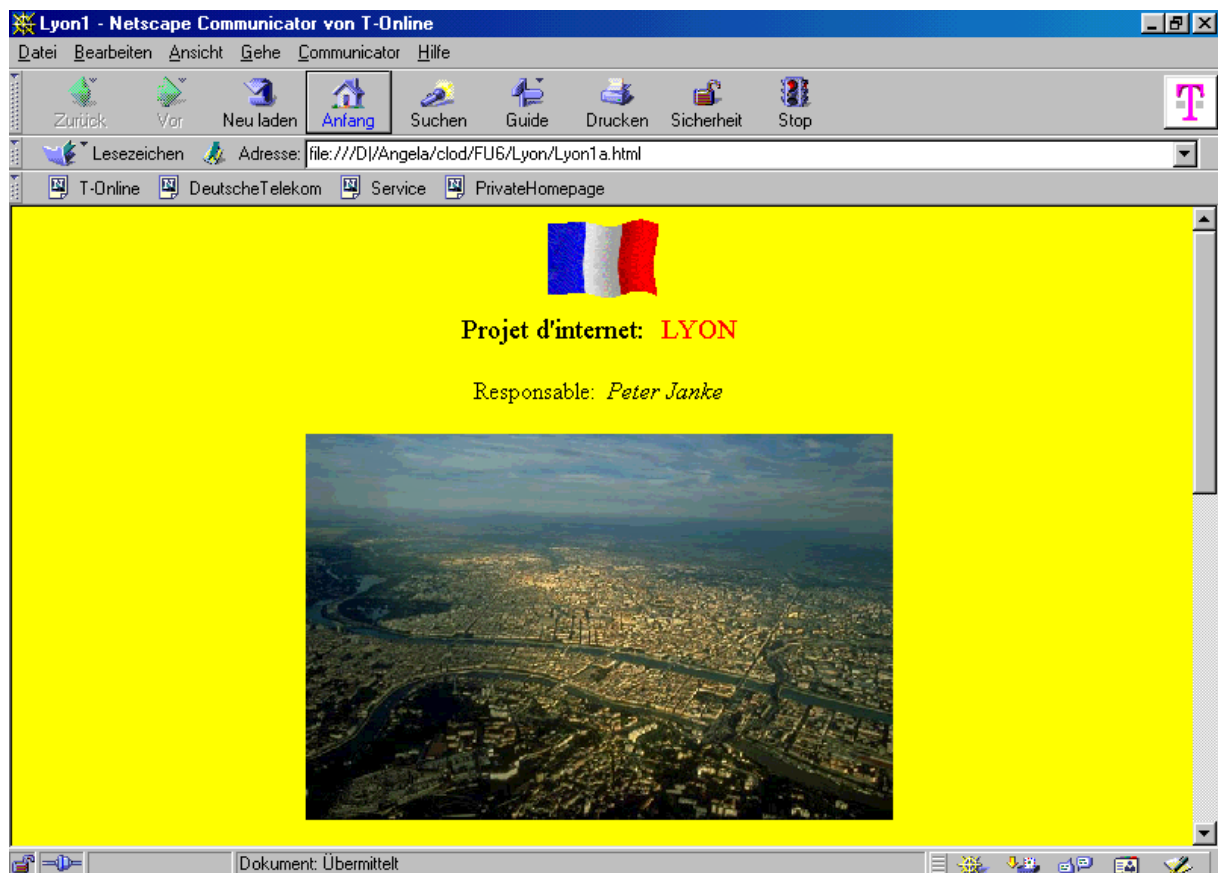 Lyon1 - Netscape Communicator von T-Online
Datei Bearbeiten Ansicht Gehe Communicator Hilfe
Zurück Vor Neu laden Anfang Suchen Guide Drucken Sicherheit Stop
T
Lesezeichen Adresse: file:///D|/Angela/clod/FU6/Lyon/Lyon1a.html
T-Online DeutscheTelekom Service PrivateHomepage
Projet d'internet: LYON
Responsable: Peter Janke
Dokument: Übermittelt